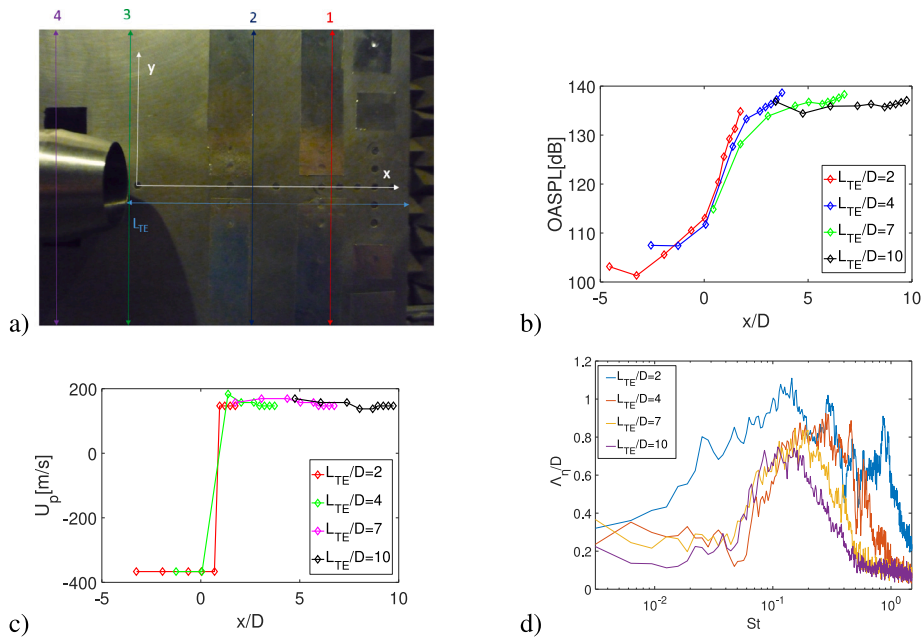 4
3
2
1
y
x
L_TE
a)
OASPL[dB]
140
130
120
110
100
-5
0
5
10
x/D
L_TE/D=2
L_TE/D=4
L_TE/D=7
L_TE/D=10
b)
U_p[m/s]
200
0
-200
-400
-5
0
5
10
x/D
L_TE/D=2
L_TE/D=4
L_TE/D=7
L_TE/D=10
c)
Λ_η/D
1.2
1
0.8
0.6
0.4
0.2
0
10^-2
10^-1
10^0
St
L_TE/D=2
L_TE/D=4
L_TE/D=7
L_TE/D=10
d)